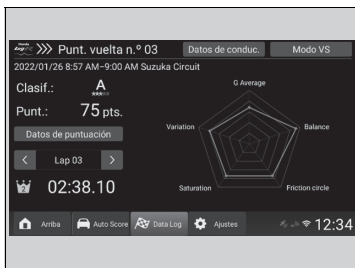 Honda LogR Punt. vuelta n.º 03 Datos de conduc. Modo VS
2022/01/26 8:57 AM–9:00 AM Suzuka Circuit
Clasif.: A
Punt.: 75 pts.
Datos de puntuación
< Lap 03 >
02:38.10
G Average
Variation
Balance
Saturation
Friction circle
Arriba Auto Score Data Log Ajustes 12:34